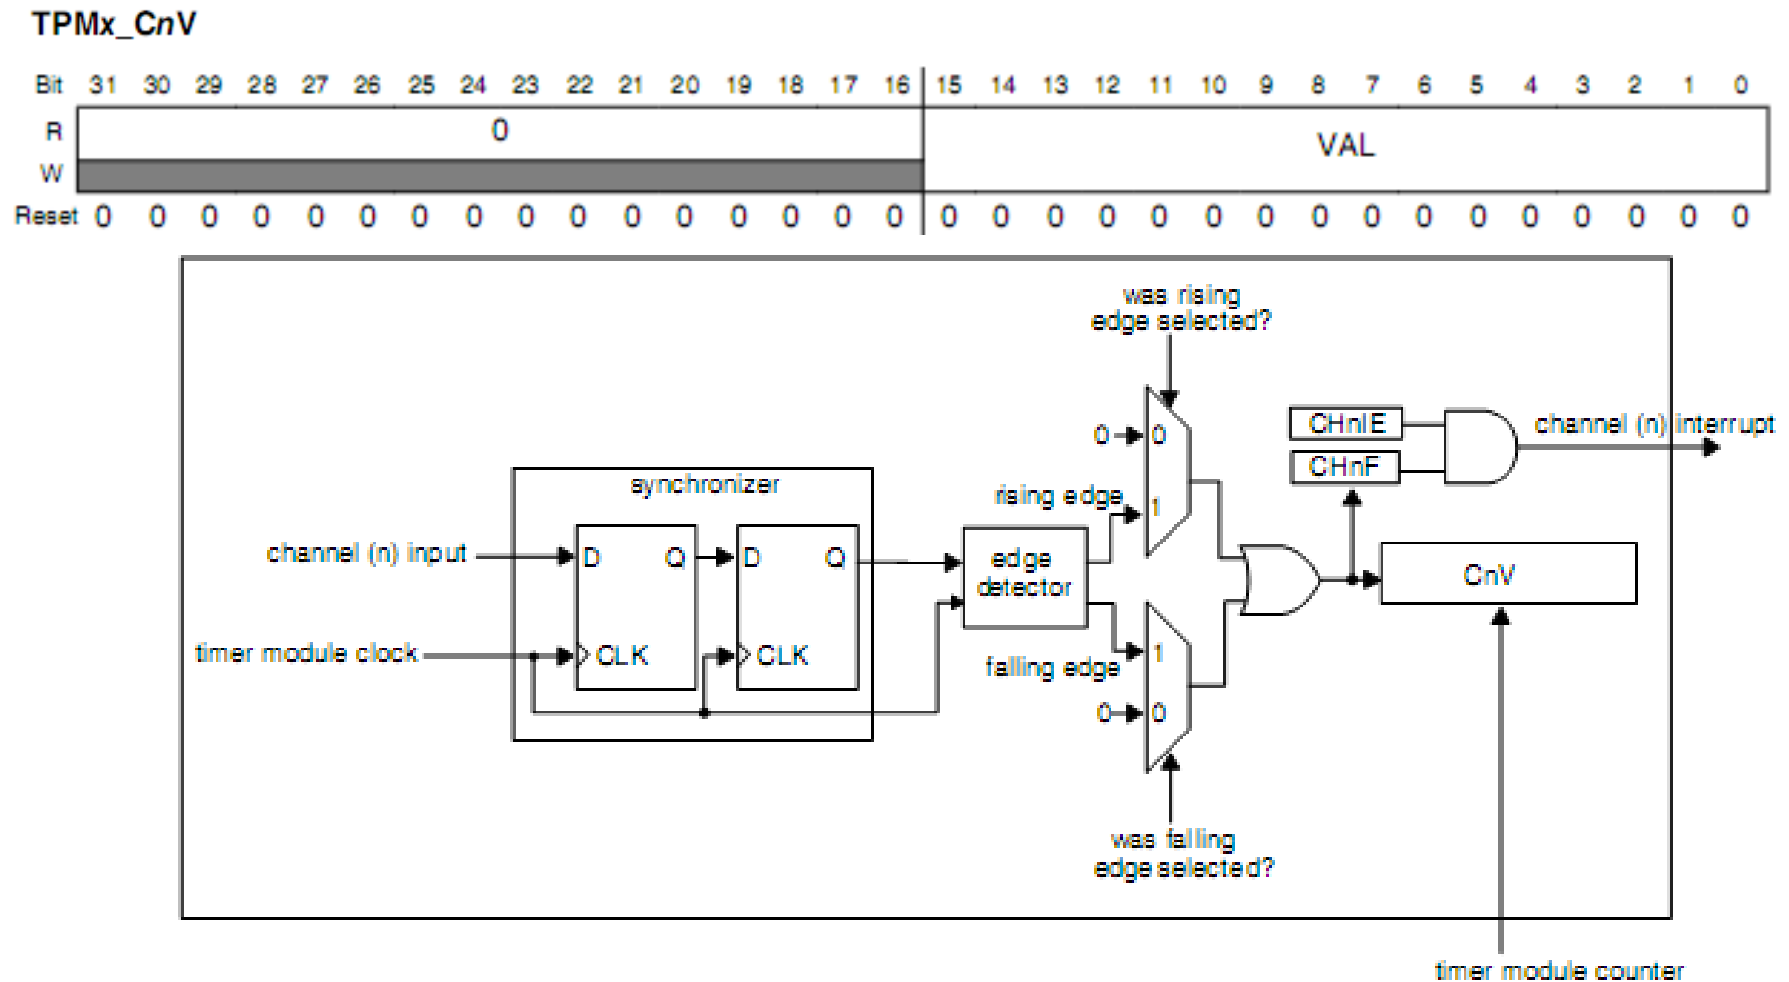 TPMx_CnV
Bit 31 30 29 28 27 26 25 24 23 22 21 20 19 18 17 16 15 14 13 12 11 10 9 8 7 6 5 4 3 2 1 0
R 0 VAL
W
Reset 0 0 0 0 0 0 0 0 0 0 0 0 0 0 0 0 0 0 0 0 0 0 0 0 0 0 0 0 0 0 0 0
was rising
edge selected?
0 0
CHnIE
channel (n) interrupt
CHnF
synchronizer
rising edge 1
channel (n) input
D Q D Q
edge
detector
CnV
timer module clock
CLK CLK
falling edge 1
0 0
was falling
edge selected?
timer module counter